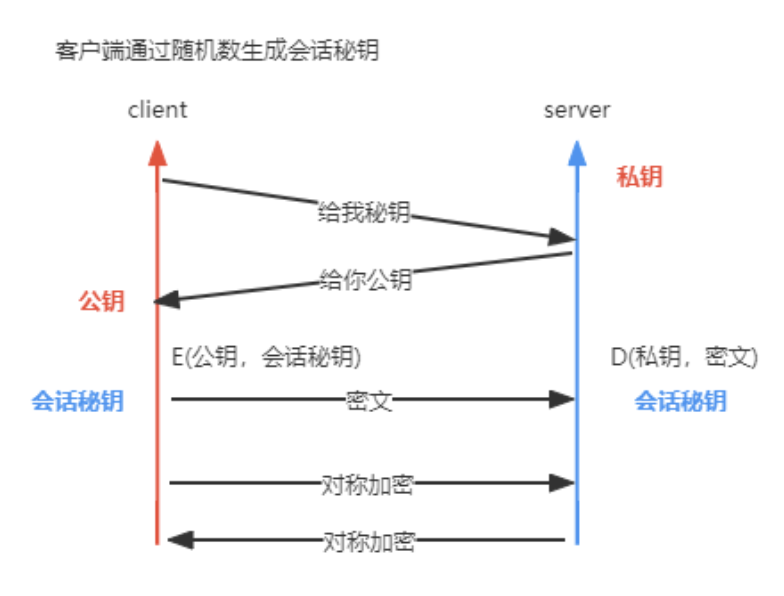 客户端通过随机数生成会话秘钥
client
server
私钥
给我秘钥
给你公钥
公钥
E(公钥，会话秘钥)
D(私钥，密文)
会话秘钥
密文
会话秘钥
对称加密
对称加密